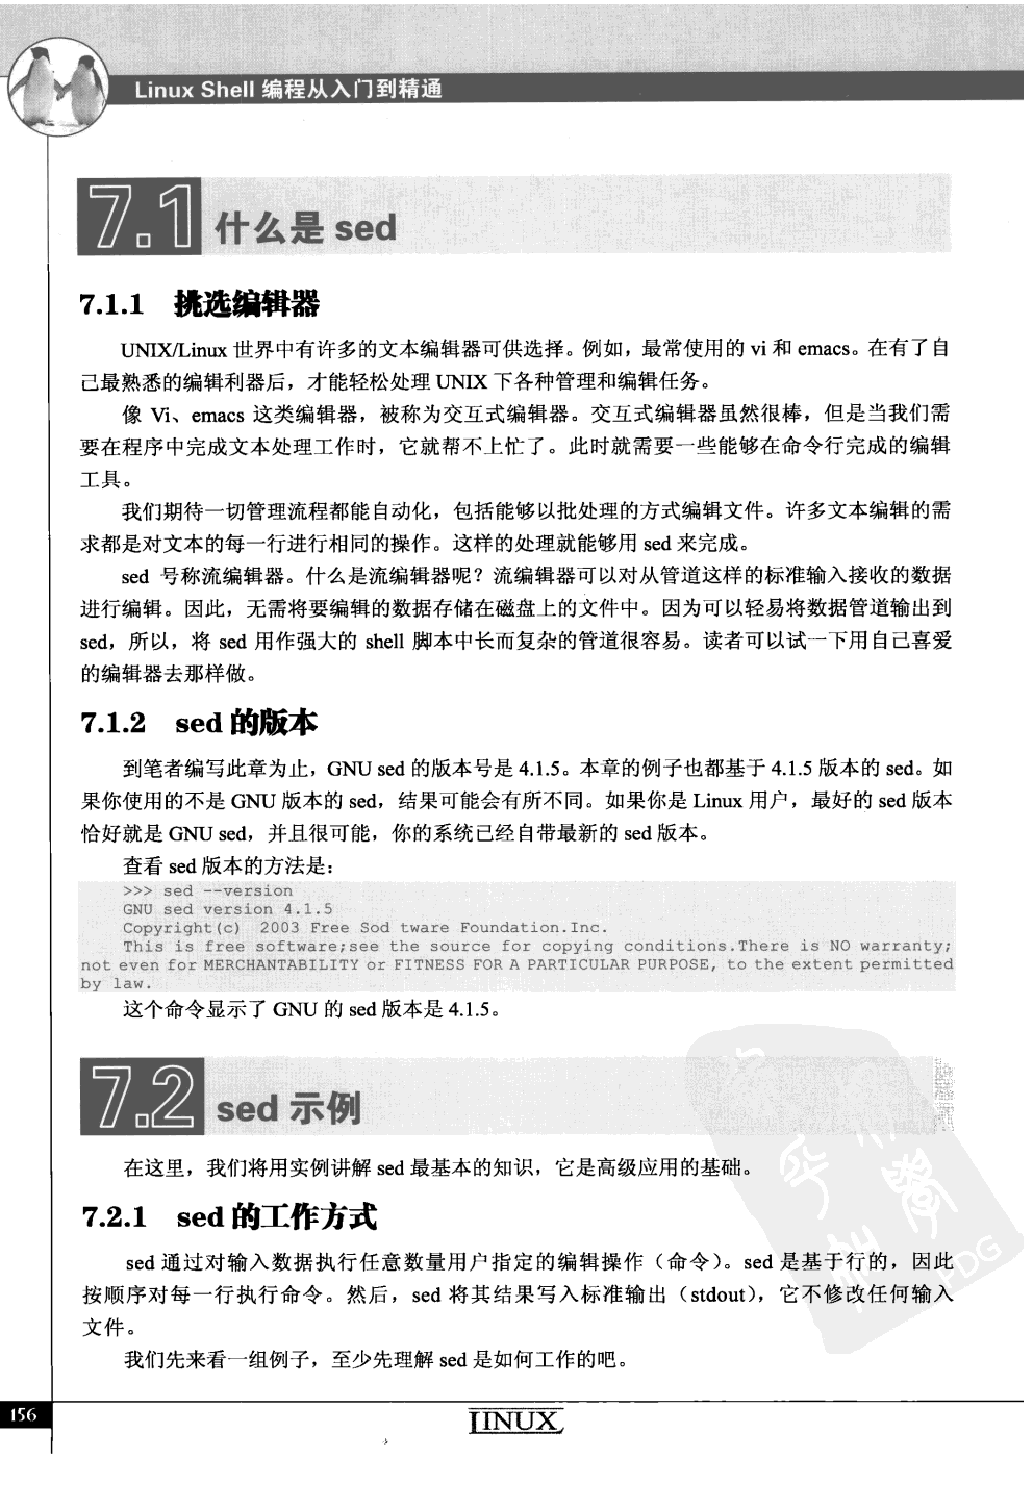 Linux Shell 编程从入门到精通
7.1 什么是 sed
7.1.1 挑选编辑器
UNIX/Linux 世界中有许多的文本编辑器可供选择。例如，最常使用的 vi 和 emacs。在有了自
己最熟悉的编辑利器后，才能轻松处理 UNIX 下各种管理和编辑任务。
像 Vi、emacs 这类编辑器，被称为交互式编辑器。交互式编辑器虽然很棒，但是当我们需
要在程序中完成文本处理工作时，它就帮不上忙了。此时就需要一些能够在命令行完成的编辑
工具。
我们期待一切管理流程都能自动化，包括能够以批处理的方式编辑文件。许多文本编辑的需
求都是对文本的每一行进行相同的操作。这样的处理就能够用 sed 来完成。
sed 号称流编辑器。什么是流编辑器呢？流编辑器可以对从管道这样的标准输入接收的数据
进行编辑。因此，无需将要编辑的数据存储在磁盘上的文件中。因为可以轻易将数据管道输出到
sed，所以，将 sed 用作强大的 shell 脚本中长而复杂的管道很容易。读者可以试一下用自己喜爱
的编辑器去那样做。
7.1.2 sed 的版本
到笔者编写此章为止，GNU sed 的版本号是 4.1.5。本章的例子也都基于 4.1.5 版本的 sed。如
果你使用的不是 GNU 版本的 sed，结果可能会有所不同。如果你是 Linux 用户，最好的 sed 版本
恰好就是 GNU sed，并且很可能，你的系统已经自带最新的 sed 版本。
查看 sed 版本的方法是：
>>> sed --version
GNU sed version 4.1.5
Copyright(c) 2003 Free Sod tware Foundation.Inc.
This is free software;see the source for copying conditions.There is NO warranty;
not even for MERCHANTABILITY or FITNESS FOR A PARTICULAR PURPOSE, to the extent permitted
by law.
这个命令显示了 GNU 的 sed 版本是 4.1.5。
7.2 sed 示例
在这里，我们将用实例讲解 sed 最基本的知识，它是高级应用的基础。
7.2.1 sed 的工作方式
sed 通过对输入数据执行任意数量用户指定的编辑操作（命令）。sed 是基于行的，因此
按顺序对每一行执行命令。然后，sed 将其结果写入标准输出（stdout），它不修改任何输入
文件。
我们先来看一组例子，至少先理解 sed 是如何工作的吧。
PDG
156
LINUX